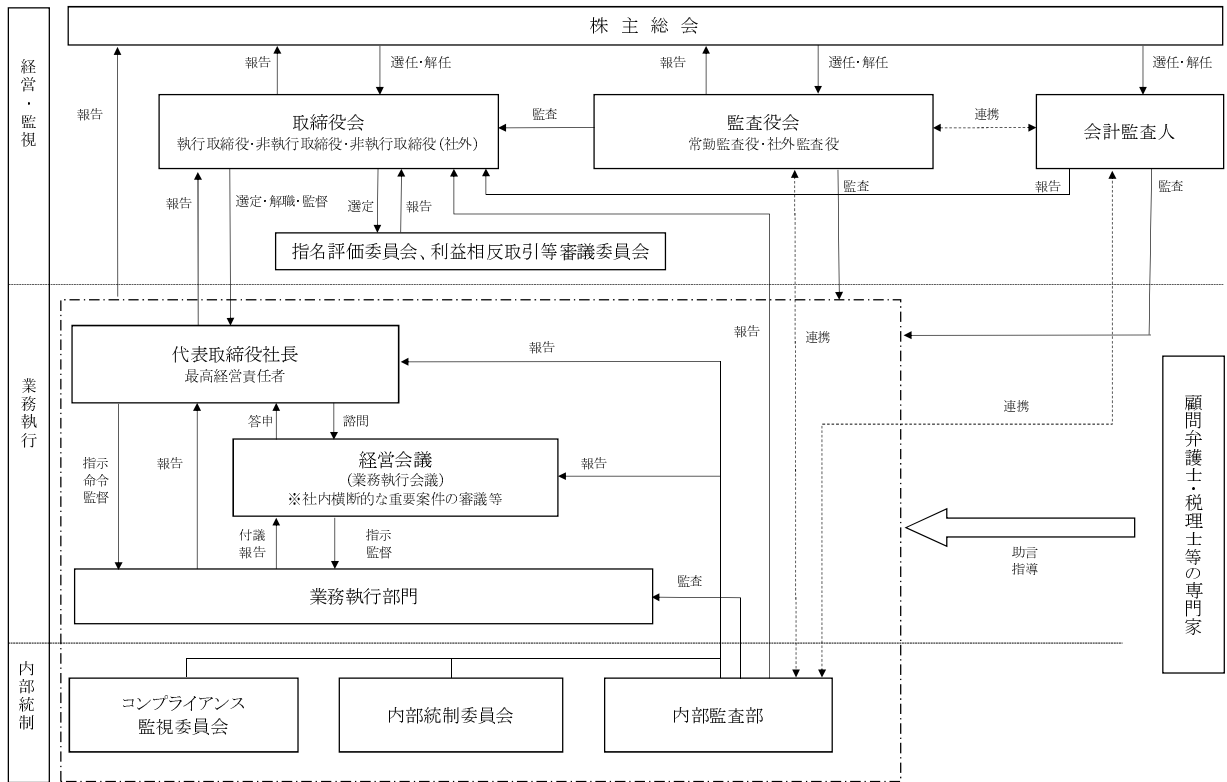 株主総会
経営・監視
報告
報告
選任・解任
報告
選任・解任
選任・解任
取締役会
執行取締役・非執行取締役・非執行取締役(社外)
監査
監査役会
常勤監査役・社外監査役
連携
会計監査人
報告
選定・解職・監督
選定
報告
監査
報告
監査
指名評価委員会、利益相反取引等審議委員会
業務執行
代表取締役社長
最高経営責任者
報告
報告
連携
答申
諮問
連携
指示
命令
監督
報告
経営会議
(業務執行会議)
※社内横断的な重要案件の審議等
報告
付議
報告
指示
監督
助言
指導
顧問弁護士・税理士等の専門家
業務執行部門
監査
内部統制
コンプライアンス
監視委員会
内部統制委員会
内部監査部